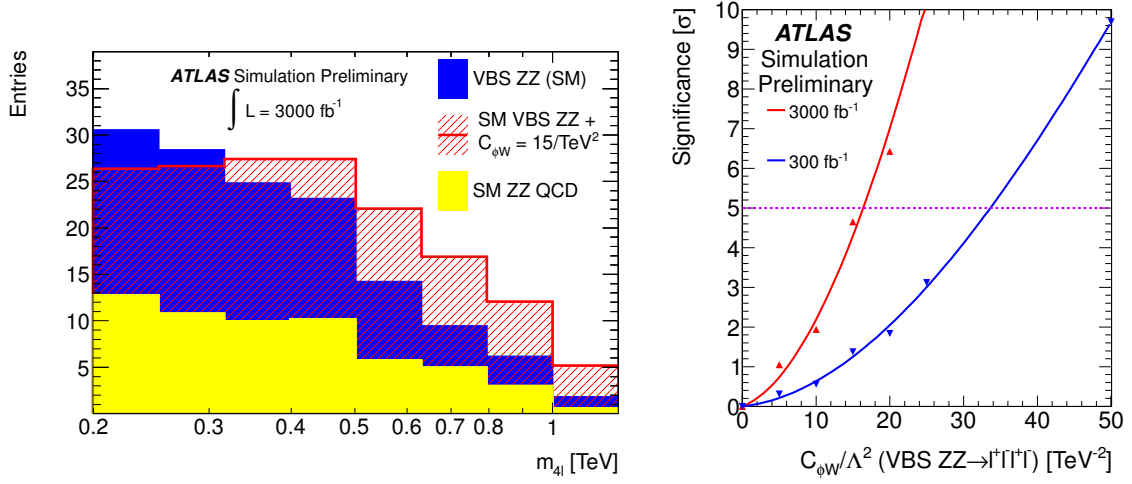 Entries
ATLAS Simulation Preliminary
∫ L = 3000 fb⁻¹
VBS ZZ (SM)
SM VBS ZZ +
C_ϕW = 15/TeV²
SM ZZ QCD
35
30
25
20
15
10
5
0.2 0.3 0.4 0.5 0.6 0.7 0.8 1
m_4l [TeV]
Significance [σ]
ATLAS
Simulation
Preliminary
3000 fb⁻¹
300 fb⁻¹
10
9
8
7
6
5
4
3
2
1
0
0 10 20 30 40 50
C_ϕW/Λ² (VBS ZZ→l⁺l⁻l⁺l⁻) [TeV⁻²]